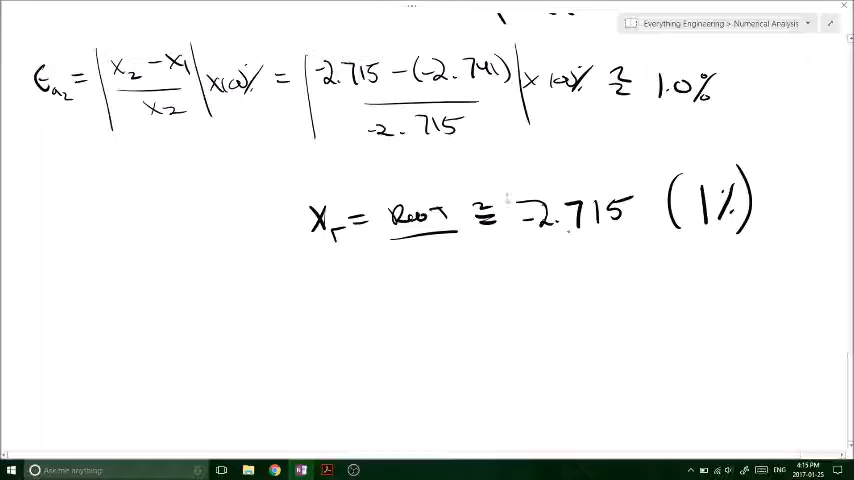 Everything Engineering > Numerical Analysis
ϵa₂ = | x₂ - x₁ / x₂ | x100% = | -2.715 - (-2.741) / -2.715 | x 100% ≅ 1.0%
xᵣ = Root ≅ -2.715 (1%)
Ask me anything
ENG
4:15 PM
2017-01-25